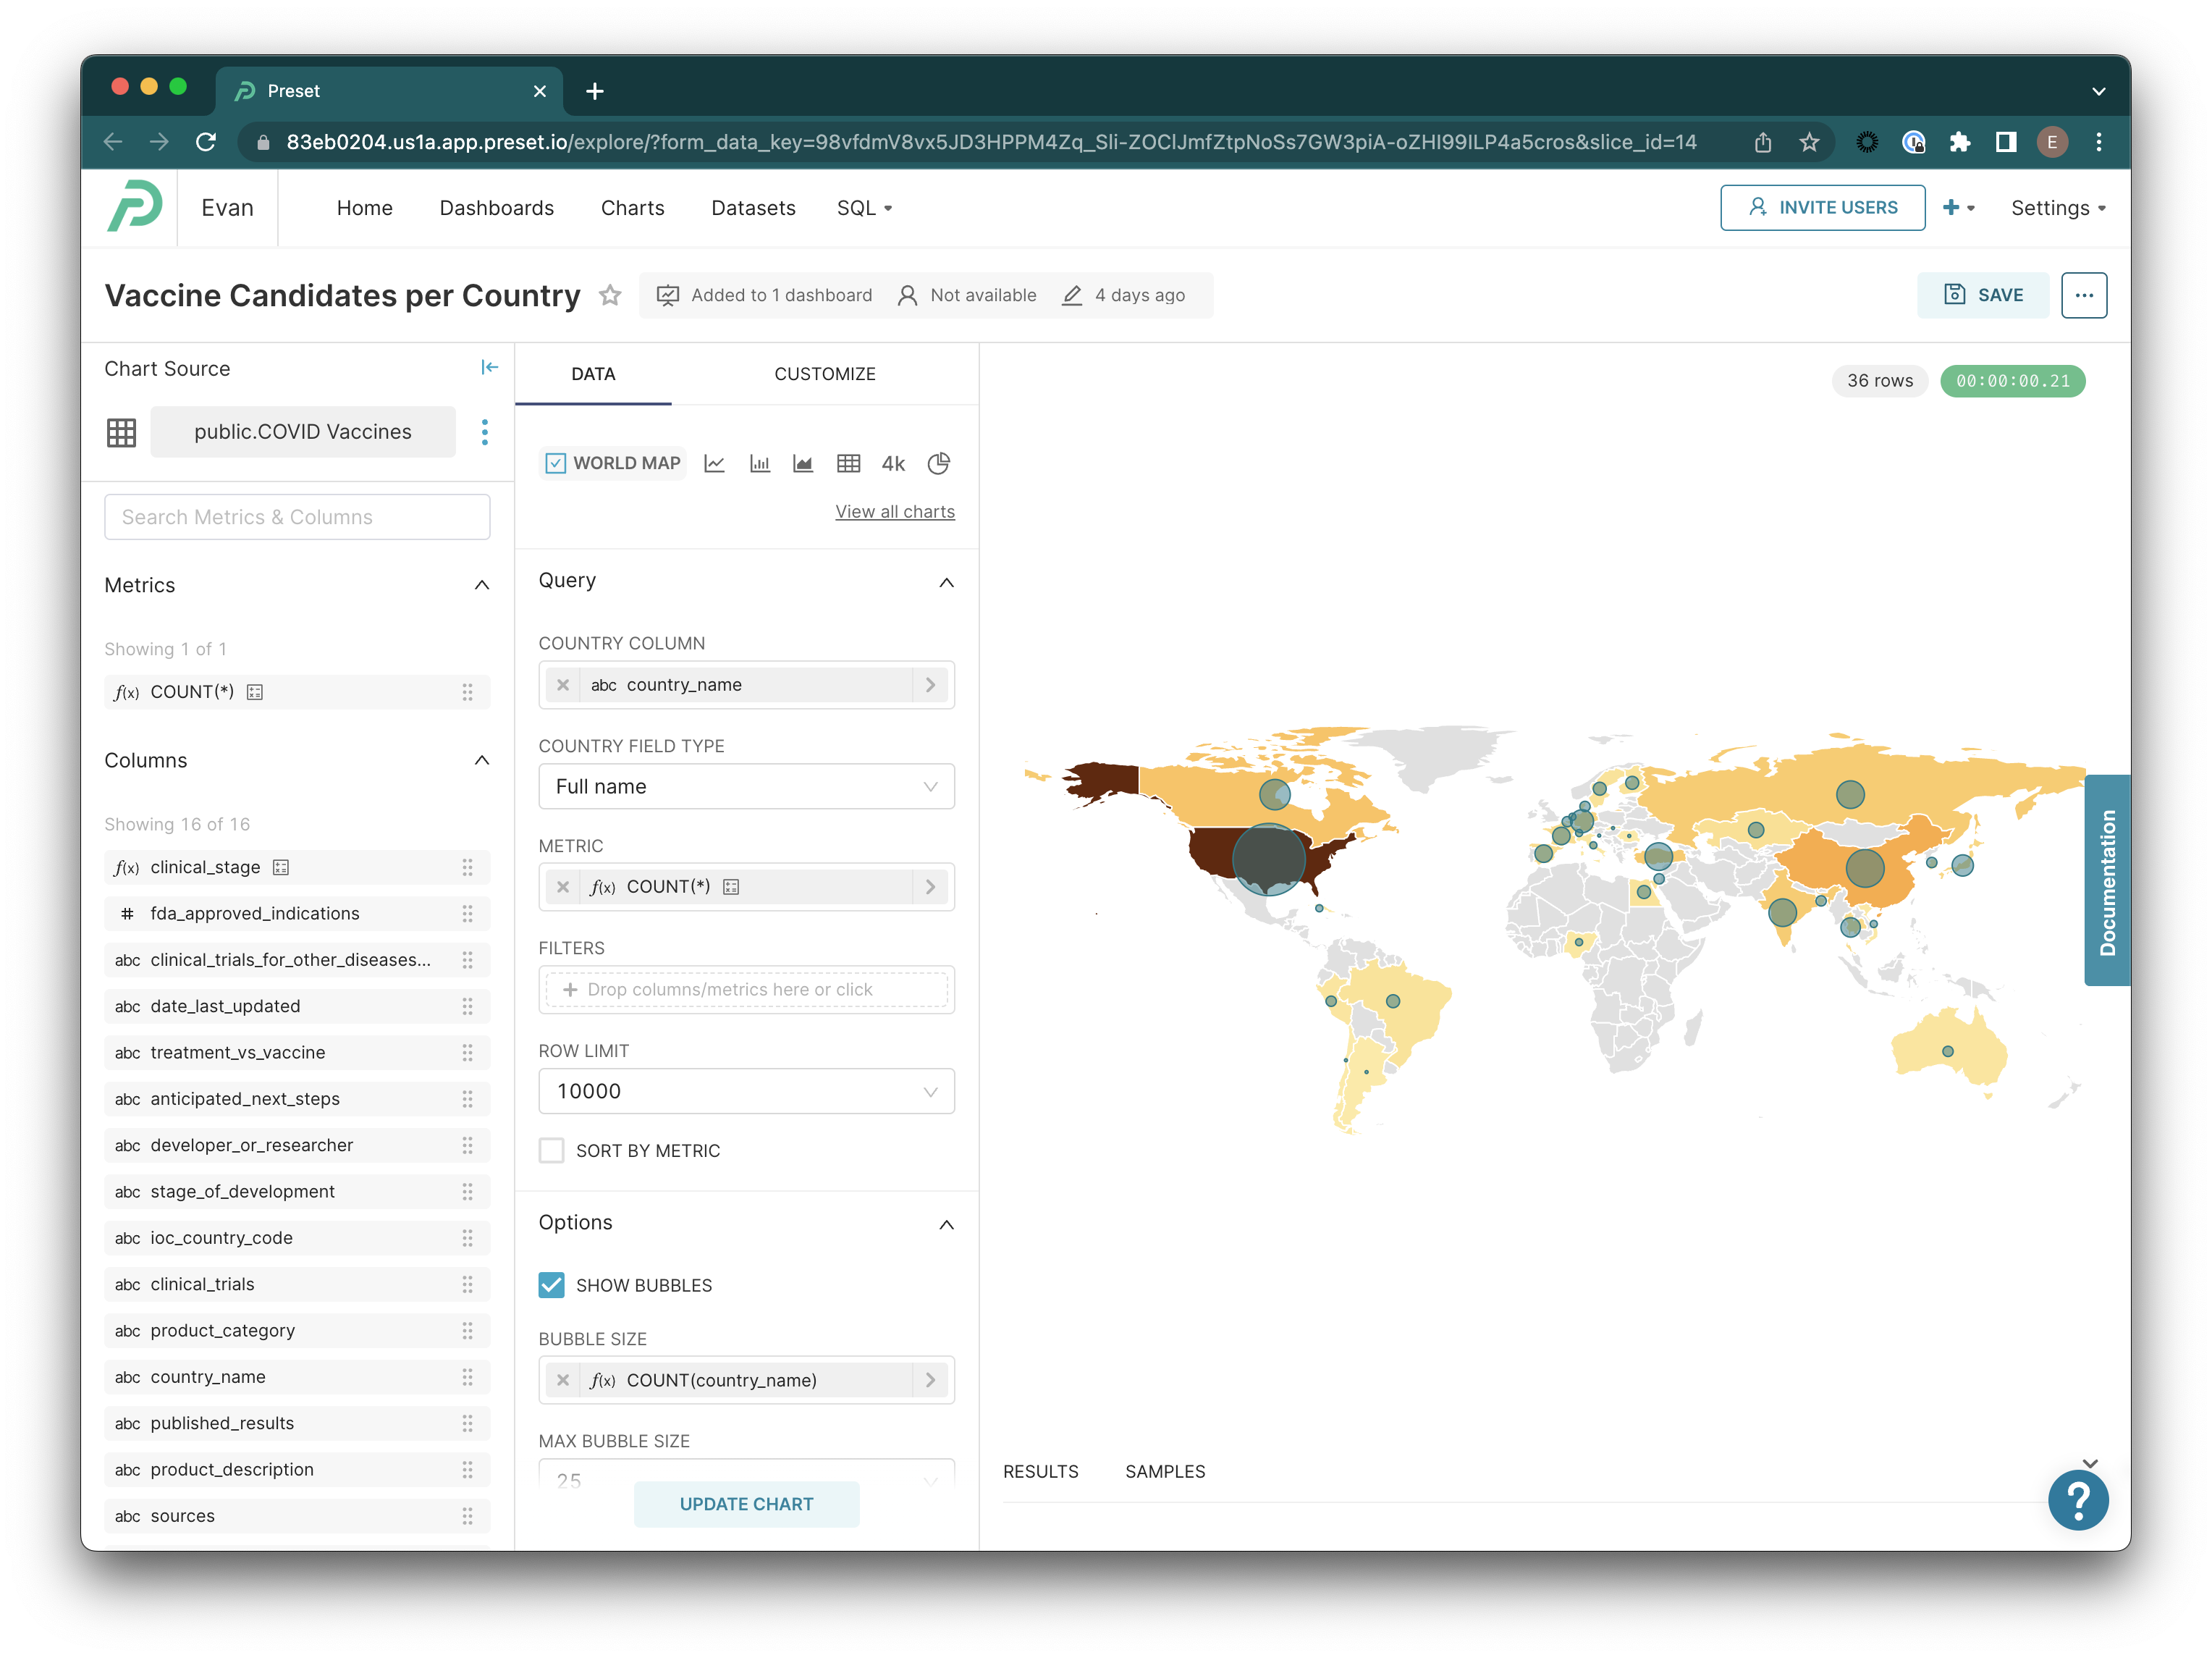 Preset
83eb0204.us1a.app.preset.io/explore/?form_data_key=98vfdmV8vx5JD3HPPM4Zq_Sli-ZOClJmfZtpNoSs7GW3piA-oZHI99ILP4a5cros&slice_id=14
E
Evan
Home
Dashboards
Charts
Datasets
SQL
INVITE USERS
Settings
Vaccine Candidates per Country
Added to 1 dashboard
Not available
4 days ago
SAVE
Chart Source
public.COVID Vaccines
Search Metrics & Columns
Metrics
Showing 1 of 1
f(x) COUNT(*)
Columns
Showing 16 of 16
f(x) clinical_stage
# fda_approved_indications
abc clinical_trials_for_other_diseases...
abc date_last_updated
abc treatment_vs_vaccine
abc anticipated_next_steps
abc developer_or_researcher
abc stage_of_development
abc ioc_country_code
abc clinical_trials
abc product_category
abc country_name
abc published_results
abc product_description
abc sources
DATA
CUSTOMIZE
WORLD MAP
4k
View all charts
Query
COUNTRY COLUMN
abc country_name
COUNTRY FIELD TYPE
Full name
METRIC
f(x) COUNT(*)
FILTERS
+ Drop columns/metrics here or click
ROW LIMIT
10000
SORT BY METRIC
Options
SHOW BUBBLES
BUBBLE SIZE
f(x) COUNT(country_name)
MAX BUBBLE SIZE
25
UPDATE CHART
36 rows
00:00:00.21
Documentation
RESULTS
SAMPLES
?